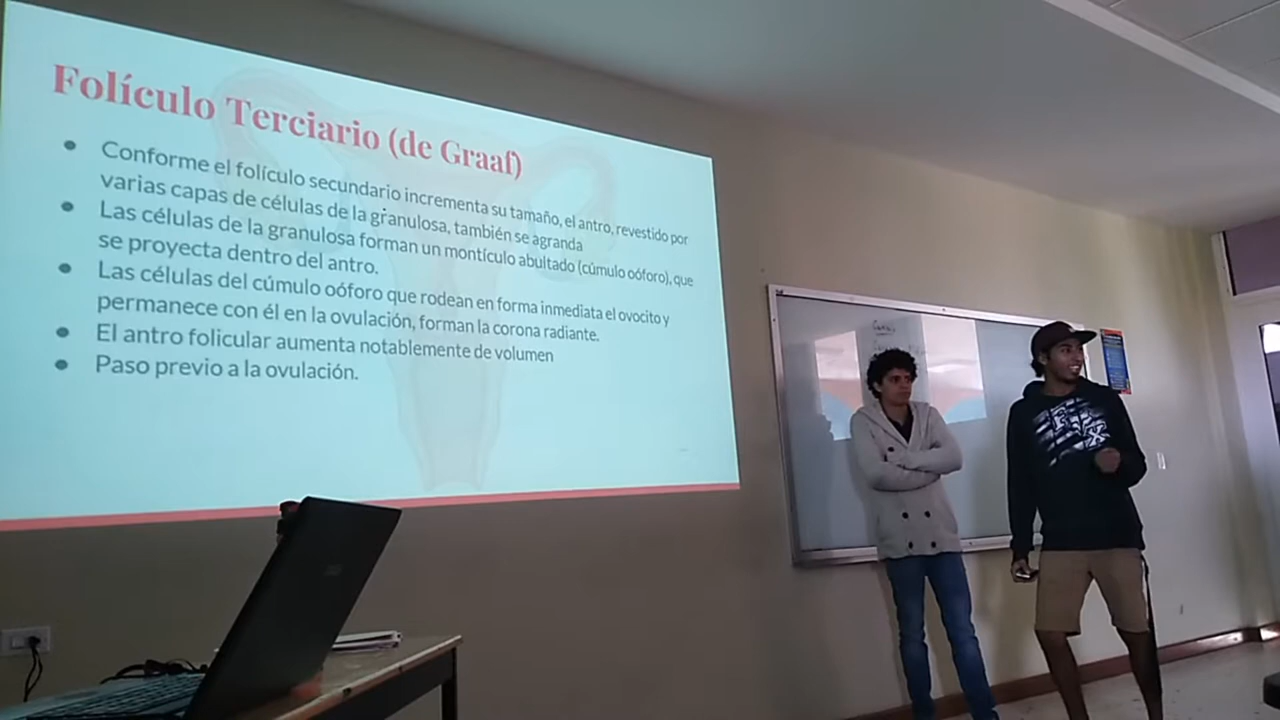 Folículo Terciario (de Graaf)
Conforme el folículo secundario incrementa su tamaño, el antro, revestido por
varias capas de células de la granulosa, también se agranda
Las células de la granulosa forman un montículo abultado (cúmulo oóforo), que
se proyecta dentro del antro.
Las células del cúmulo oóforo que rodean en forma inmediata el ovocito y
permanece con él en la ovulación, forman la corona radiante.
El antro folicular aumenta notablemente de volumen
Paso previo a la ovulación.